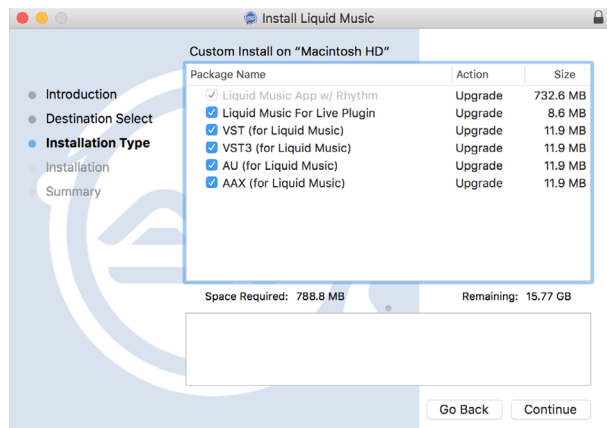 Install Liquid Music
Custom Install on “Macintosh HD”
Introduction
Destination Select
Installation Type
Installation
Summary
Package Name Action Size
Liquid Music App w/ Rhythm Upgrade 732.6 MB
Liquid Music For Live Plugin Upgrade 8.6 MB
VST (for Liquid Music) Upgrade 11.9 MB
VST3 (for Liquid Music) Upgrade 11.9 MB
AU (for Liquid Music) Upgrade 11.9 MB
AAX (for Liquid Music) Upgrade 11.9 MB
Space Required: 788.8 MB Remaining: 15.77 GB
Go Back Continue